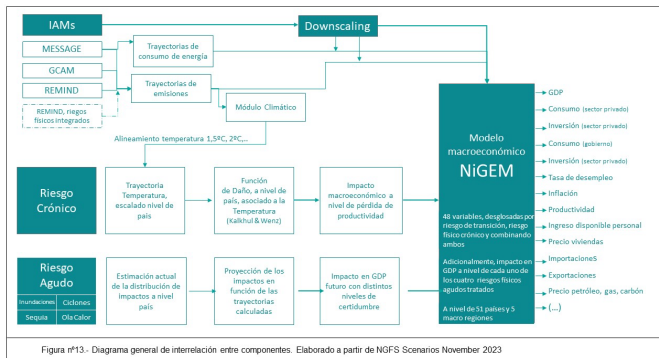 IAMs
Downscaling
MESSAGE
GCAM
REMIND
REMIND, riegos
físicos integrados
Trayectorias de
consumo de energía
Trayectorias de
emisiones
Módulo Climático
Alineamiento temperatura 1,5ºC, 2ºC,..
Riesgo
Crónico
Trayectoria
Temperatura,
escalado nivel de
país
Función
de Daño, a nivel de
país, asociado a la
Temperatura
(Kalkhul & Wenz)
Impacto
macroeconómico a
nivel de pérdida de
productividad
Riesgo
Agudo
Inundaciones
Ciclones
Sequia
Ola Calor
Estimación actual
de la distribución de
impactos a nivel
país
Proyección de los
impactos en
función de las
trayectorias
calculadas
Impacto en GDP
futuro con distintos
niveles de
certidumbre
Modelo
macroeconómico
NiGEM
48 variables, desglosadas por
riesgo de transición, riesgo
físico crónico y combinando
ambos
Adicionalmente, impacto en
GDP a nivel de cada uno de
los cuatro riesgos físicos
agudos tratados
A nivel de 51 países y 5
macro regiones
GDP
Consumo (sector privado)
Inversión (sector privado)
Consumo (gobierno)
Inversión (sector privado)
Tasa de desempleo
Inflación
Productividad
Ingreso disponible personal
Precio viviendas
ImportacioneS
Exportaciones
Precio petróleo, gas, carbón
(...)
Figura nº13.- Diagrama general de interrelación entre componentes. Elaborado a partir de NGFS Scenarios November 2023